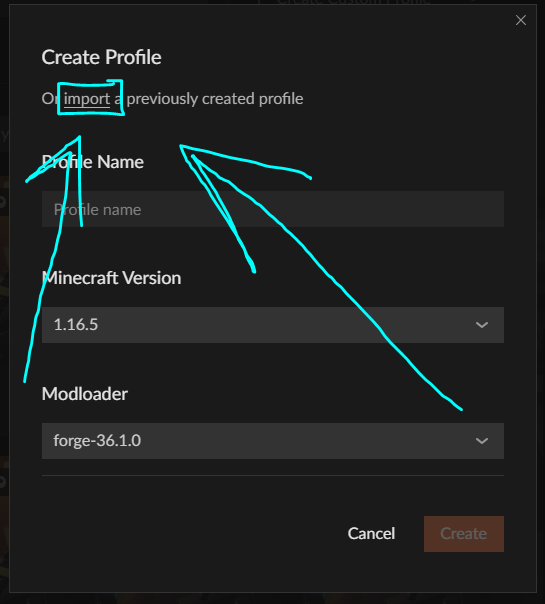 Create Profile
Or import a previously created profile
Profile Name
Profile name
Minecraft Version
1.16.5
Modloader
forge-36.1.0
Cancel
Create